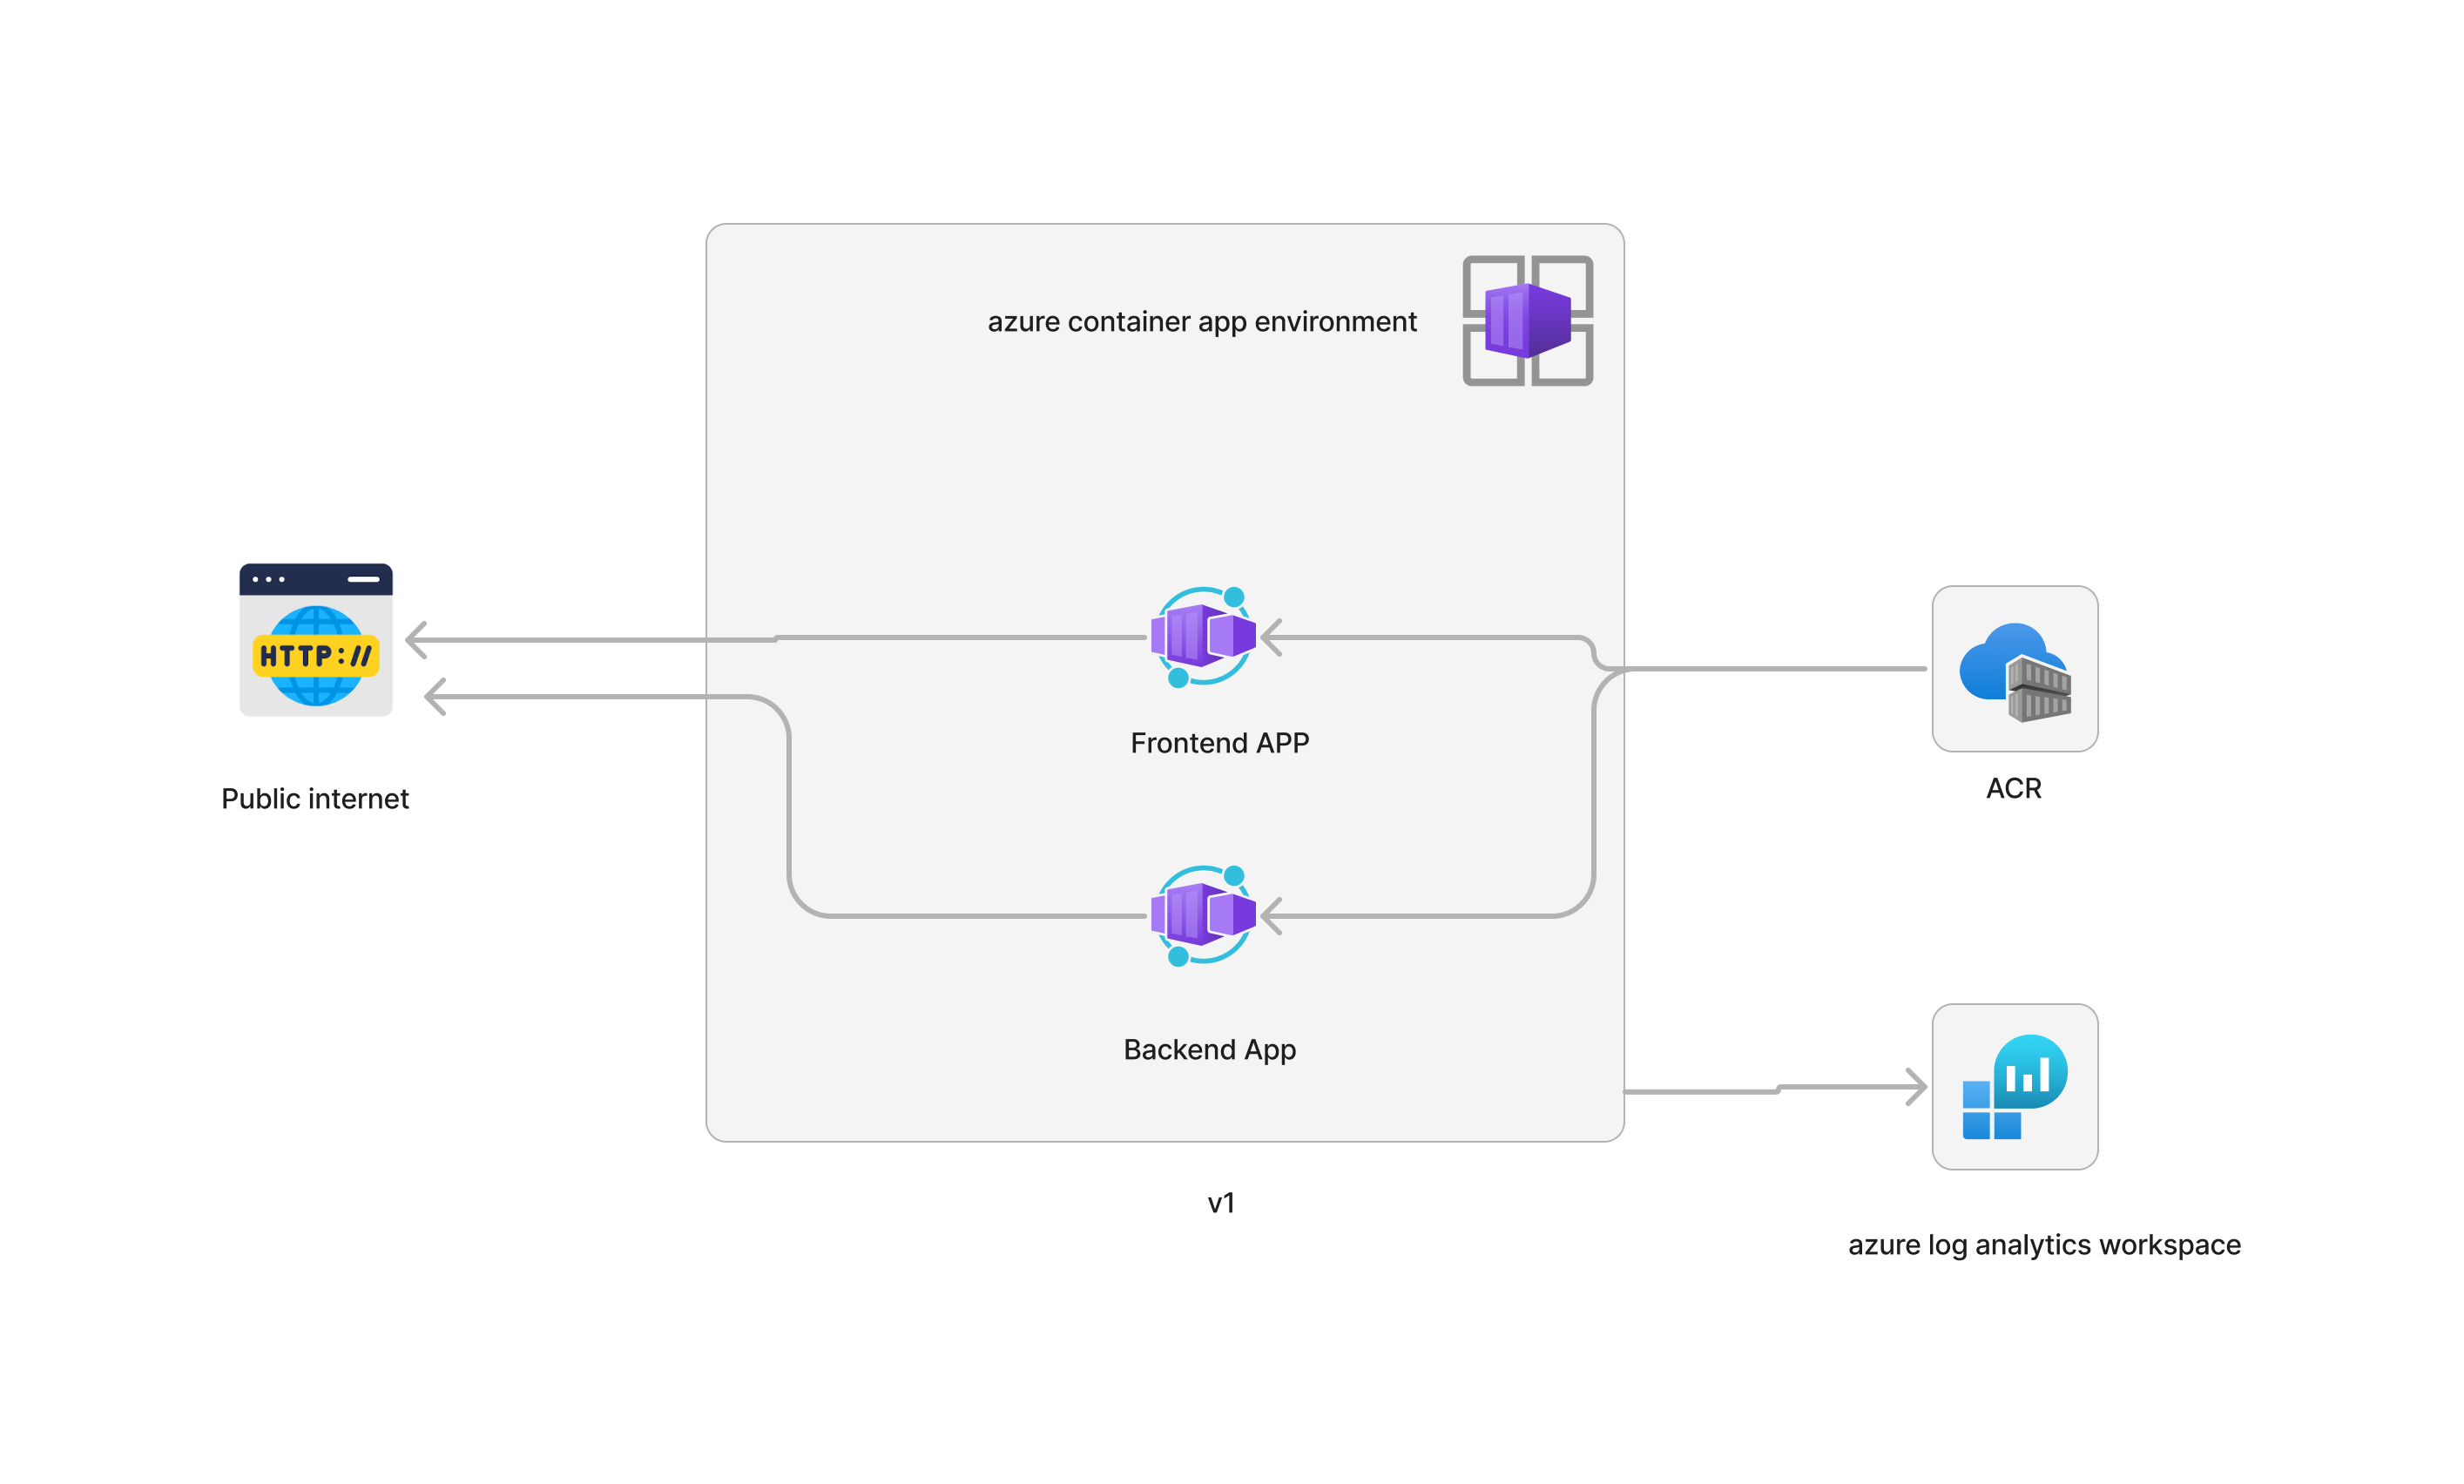 azure container app environment
HTTP://
Frontend APP
Public internet
ACR
Backend App
v1
azure log analytics workspace